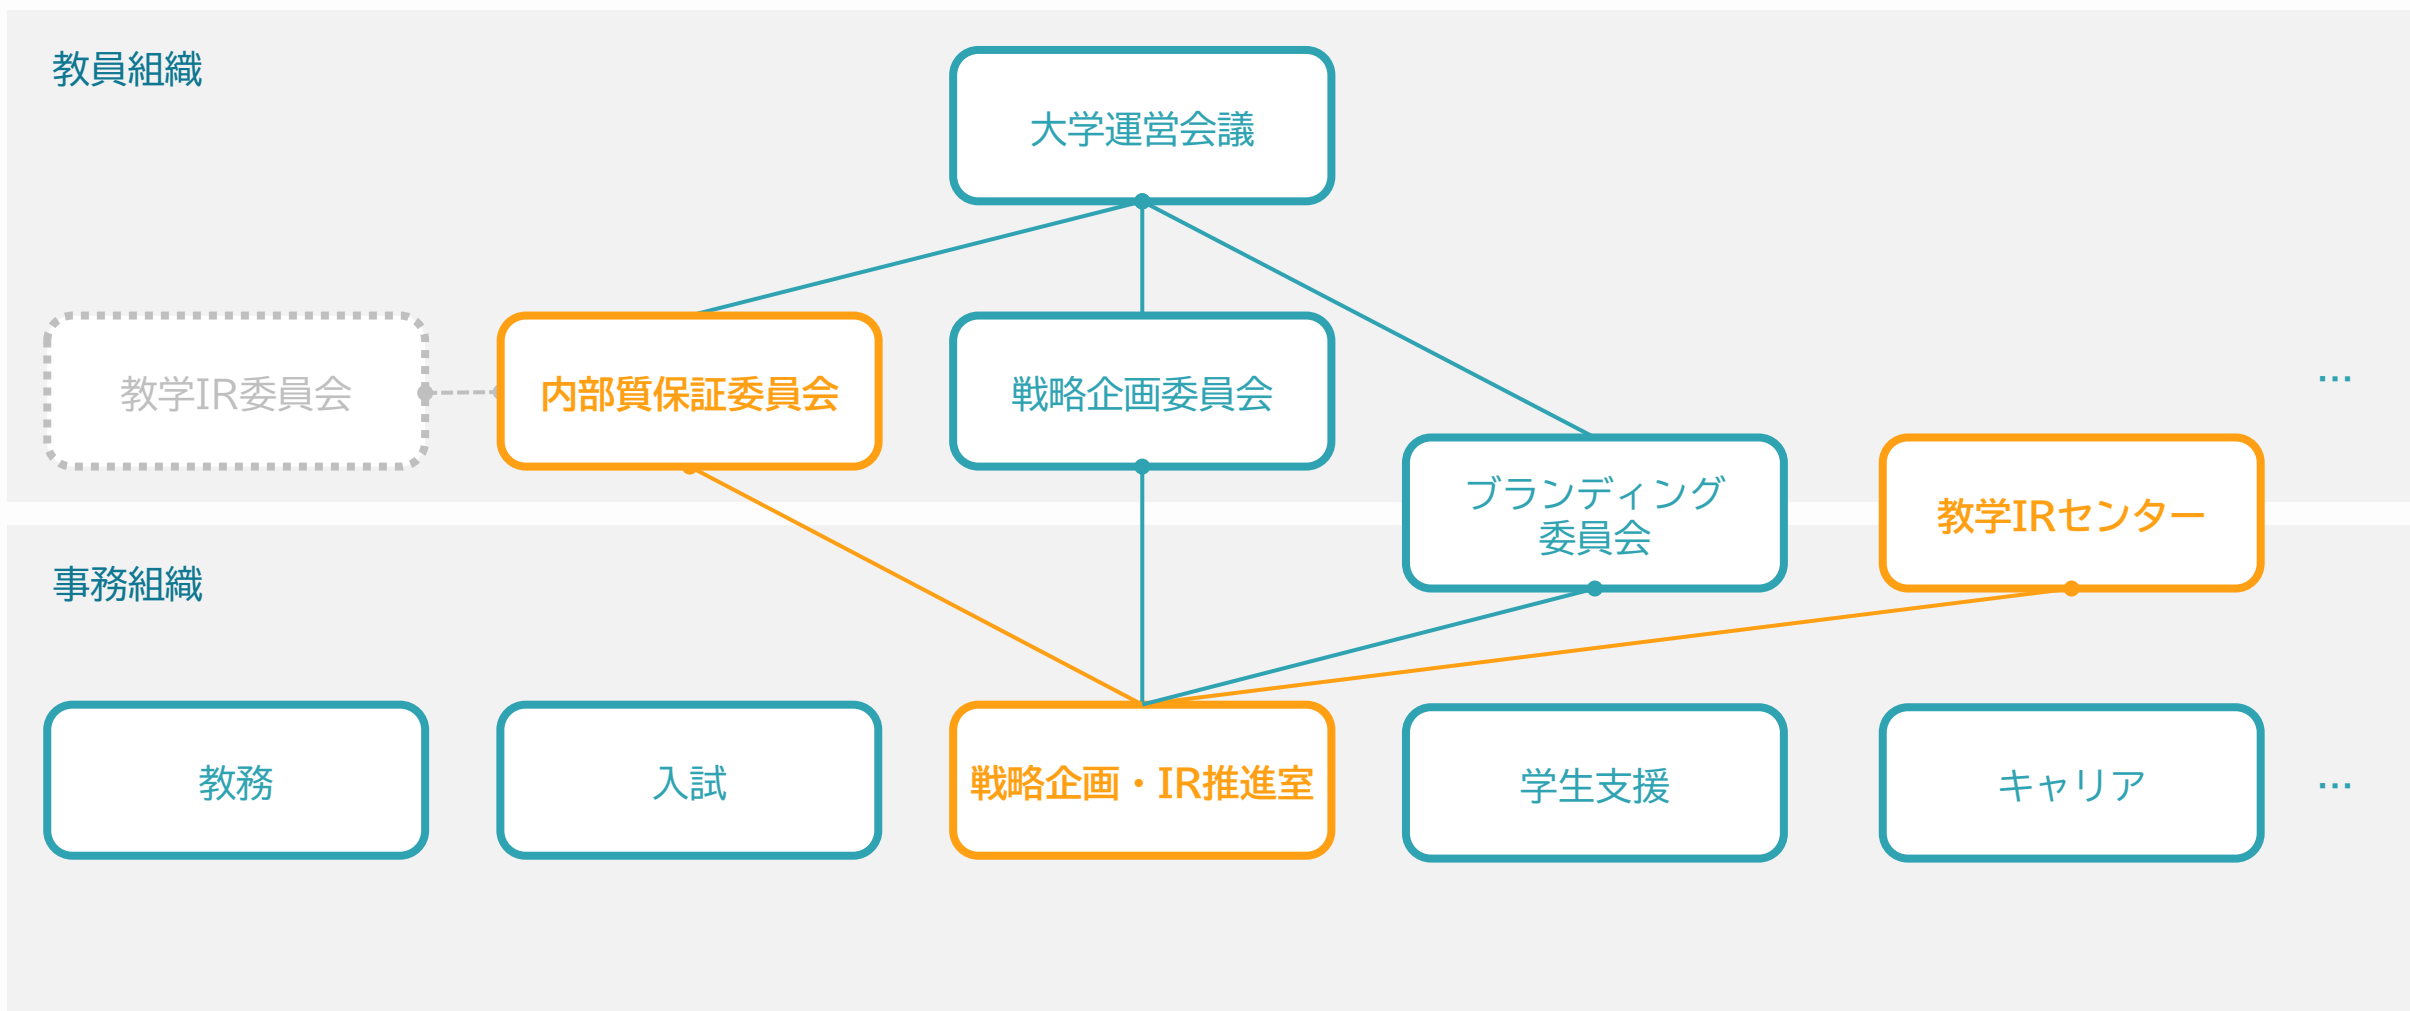 教員組織
大学運営会議
教学IR委員会
内部質保証委員会
戦略企画委員会
…
ブランディング
委員会
教学IRセンター
事務組織
教務
入試
戦略企画・IR推進室
学生支援
キャリア
…